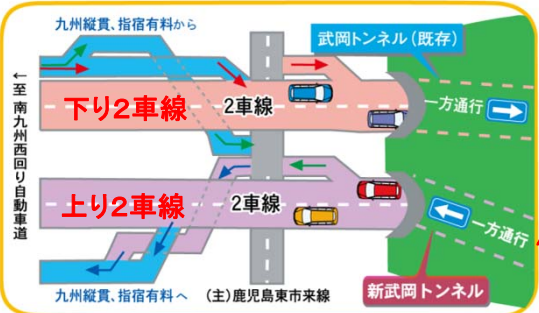 九州縦貫、指宿有料から
武岡トンネル(既存)
←至 南九州西回り自動車道
下り2車線
2車線
一方通行
上り2車線
2車線
一方通行
新武岡トンネル
九州縦貫、指宿有料へ
(主)鹿児島東市来線